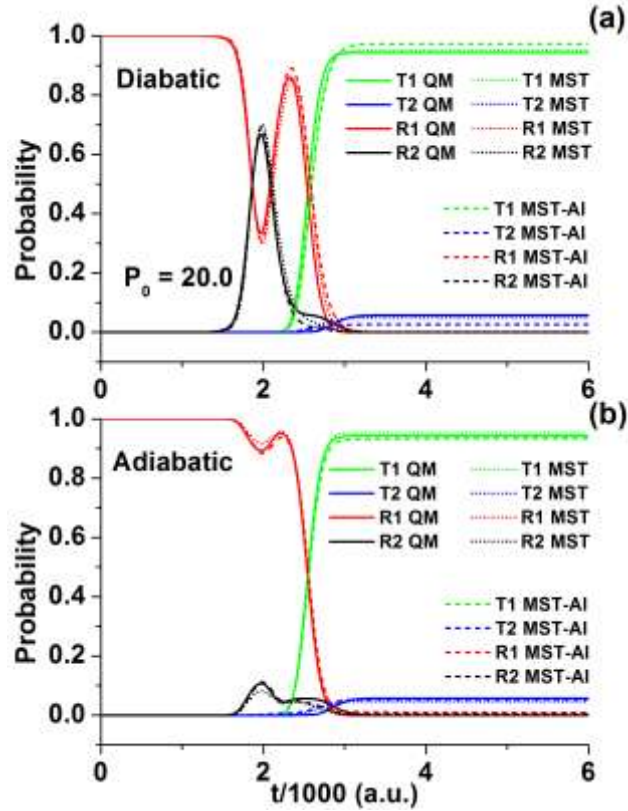 (a)
1.0
0.8
0.6
0.4
0.2
0.0
Probability
Diabatic
P0 = 20.0
T1 QM
T2 QM
R1 QM
R2 QM
T1 MST
T2 MST
R1 MST
R2 MST
T1 MST-AI
T2 MST-AI
R1 MST-AI
R2 MST-AI
0 2 4 6
(b)
1.0
0.8
0.6
0.4
0.2
0.0
Probability
Adiabatic
T1 QM
T2 QM
R1 QM
R2 QM
T1 MST
T2 MST
R1 MST
R2 MST
T1 MST-AI
T2 MST-AI
R1 MST-AI
R2 MST-AI
0 2 4 6
t/1000 (a.u.)